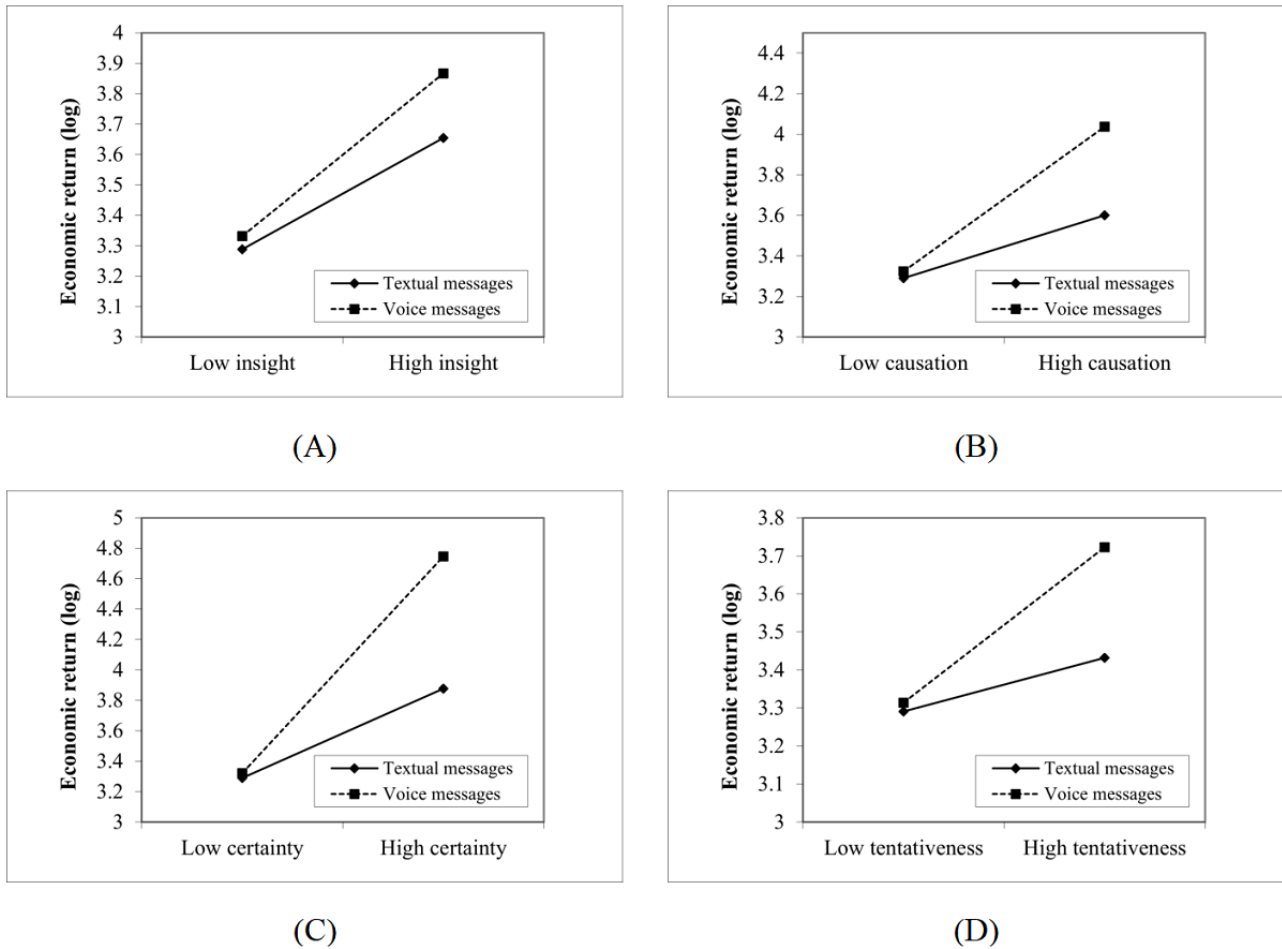 4
3.9
3.8
3.7
3.6
3.5
3.4
3.3
3.2
3.1
3
Economic return (log)
Textual messages
Voice messages
Low insight High insight
(A)
4.4
4.2
4
3.8
3.6
3.4
3.2
3
Economic return (log)
Textual messages
Voice messages
Low causation High causation
(B)
5
4.8
4.6
4.4
4.2
4
3.8
3.6
3.4
3.2
3
Economic return (log)
Textual messages
Voice messages
Low certainty High certainty
(C)
3.8
3.7
3.6
3.5
3.4
3.3
3.2
3.1
3
Economic return (log)
Textual messages
Voice messages
Low tentativeness High tentativeness
(D)